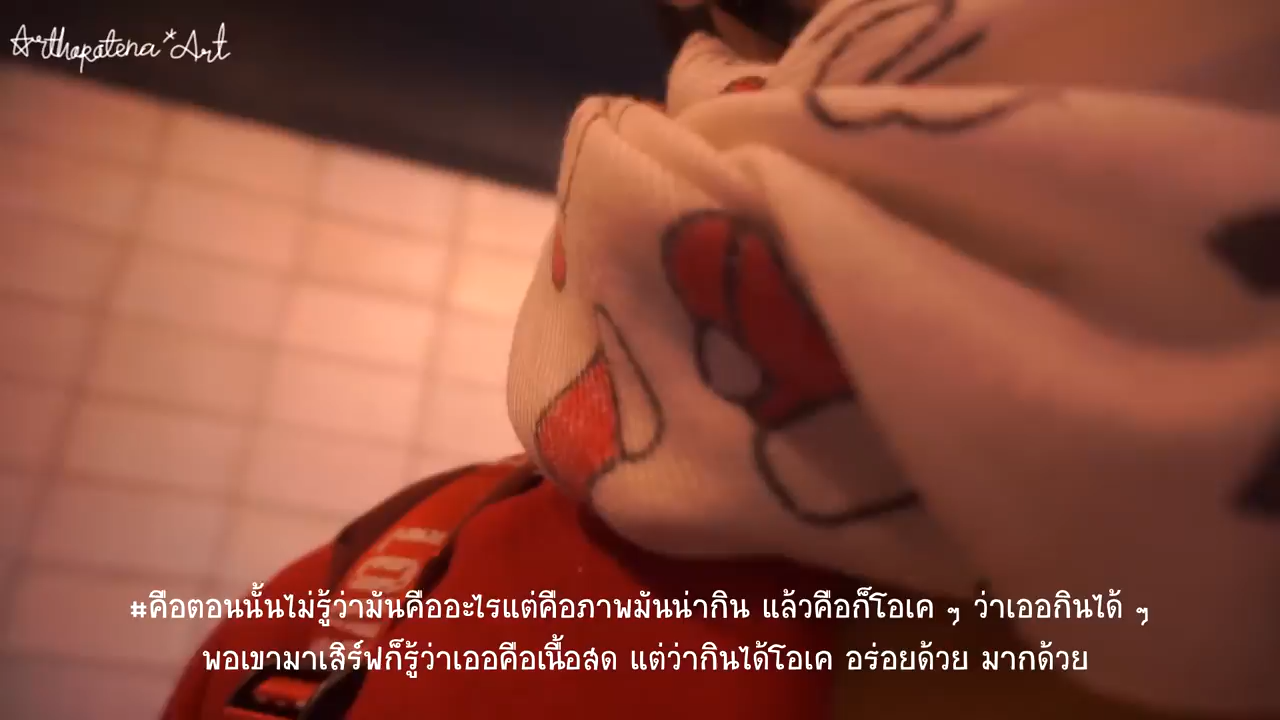 Arthapatena*Art
#คือตอนนั้นไม่รู้ว่ามันคืออะไรแต่คือภาพมันน่ากิน แล้วคือก็โอเค ๆ ว่าเออกินได้ ๆ
พอเขามาเสิร์ฟก็รู้ว่าเออคือเนื้อสด แต่ว่ากินได้โอเค อร่อยด้วย มากด้วย